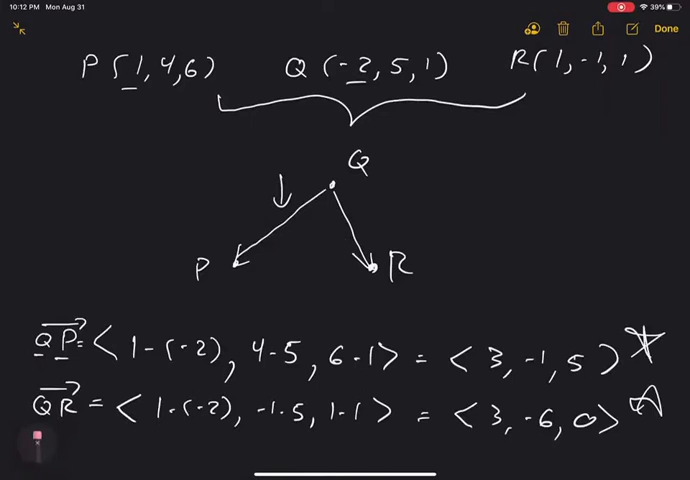 10:12 PM Mon Aug 31
39%
Done
P(1,4,6) Q(-2,5,1) R(1,-1,1)
Q
P
R
QP = < 1-(-2), 4-5, 6-1 > = < 3, -1, 5 )
QR = < 1-(-2), -1-5, 1-1 > = < 3, -6, 0 >